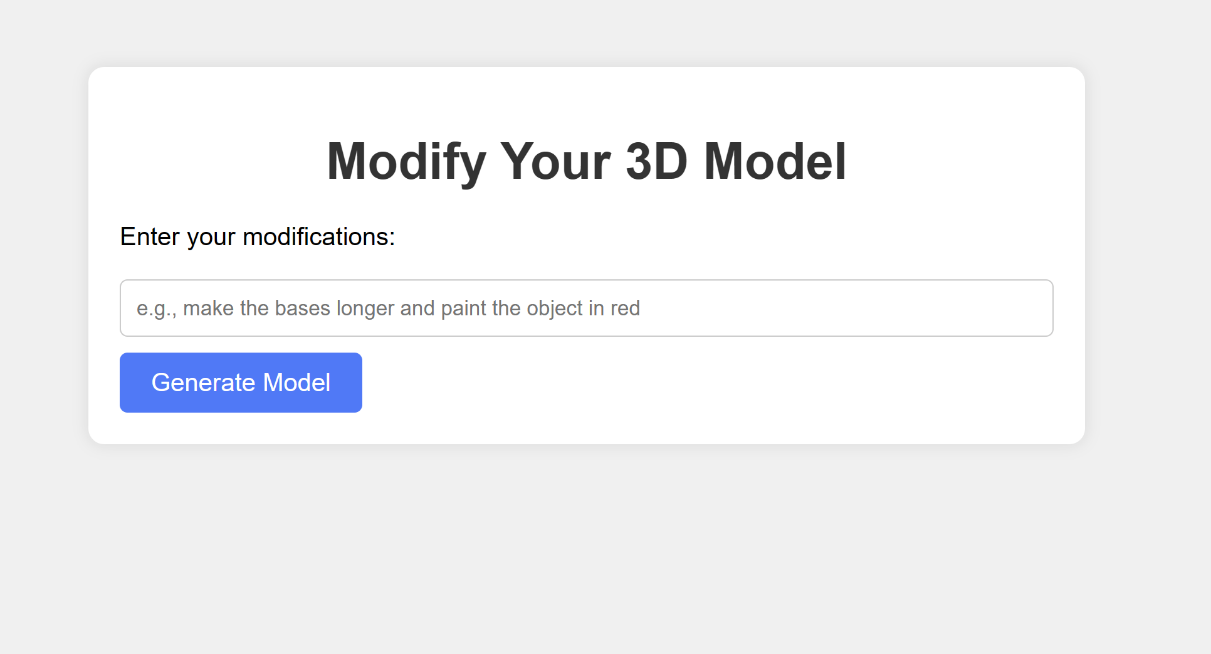 Modify Your 3D Model
Enter your modifications:
e.g., make the bases longer and paint the object in red
Generate Model